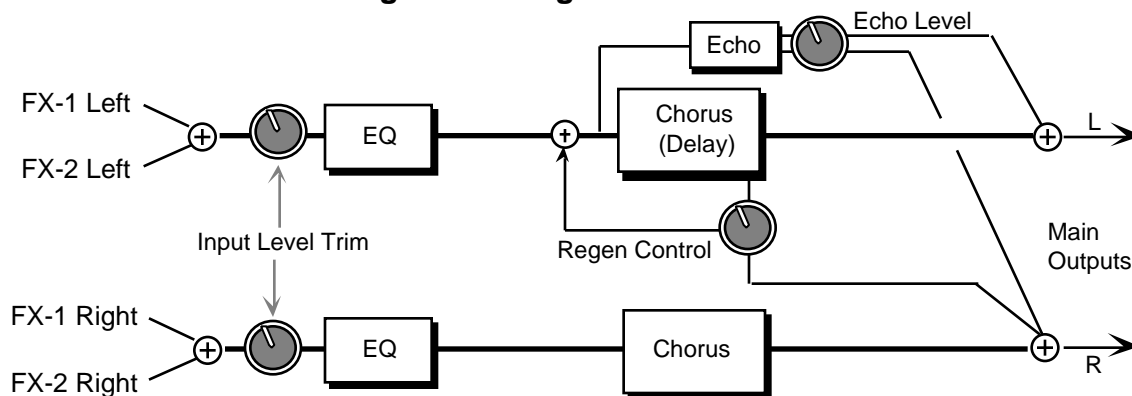 Echo Level
Echo
FX-1 Left
FX-2 Left
EQ
Chorus
(Delay)
L
Input Level Trim
Regen Control
Main
Outputs
FX-1 Right
FX-2 Right
EQ
Chorus
R